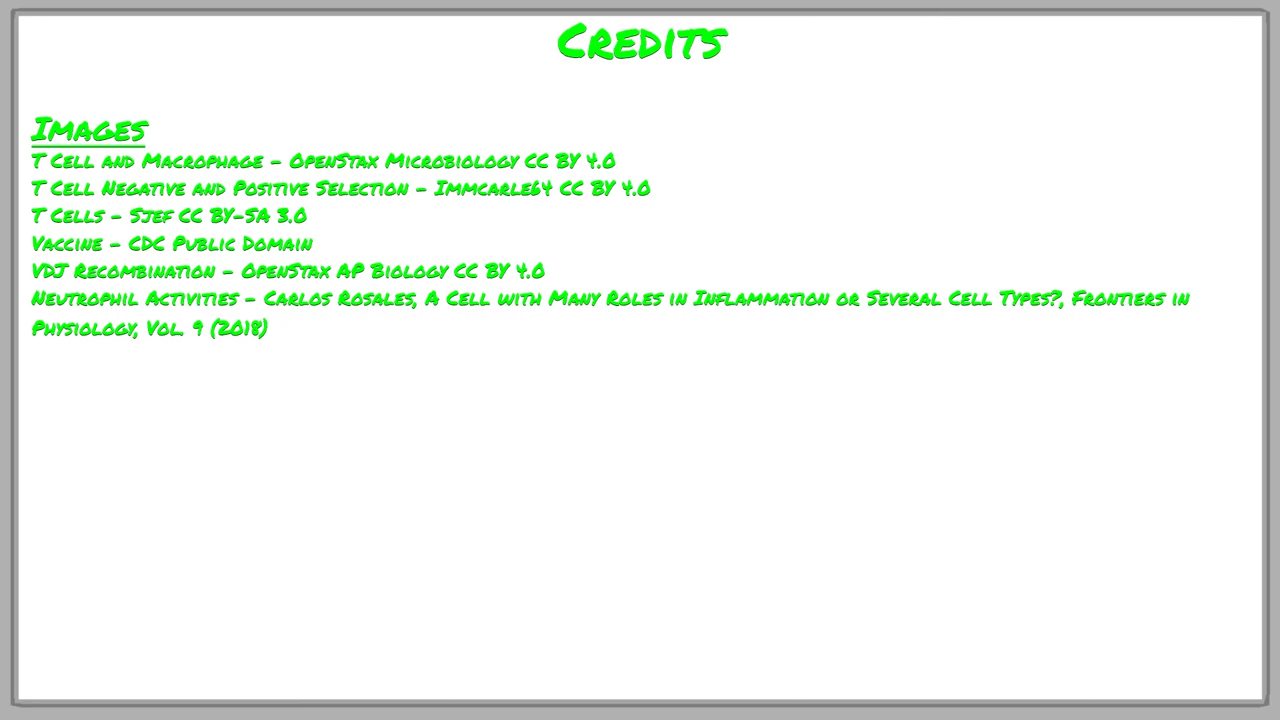 Credits
Images
T Cell and Macrophage - OpenStax Microbiology CC BY 4.0
T Cell Negative and Positive Selection - Immcarle64 CC BY 4.0
T Cells - Sjef CC BY-SA 3.0
Vaccine - CDC Public Domain
VDJ Recombination - OpenStax AP Biology CC BY 4.0
Neutrophil Activities - Carlos Rosales, A Cell with Many Roles in Inflammation or Several Cell Types?, Frontiers in
Physiology, Vol. 9 (2018)